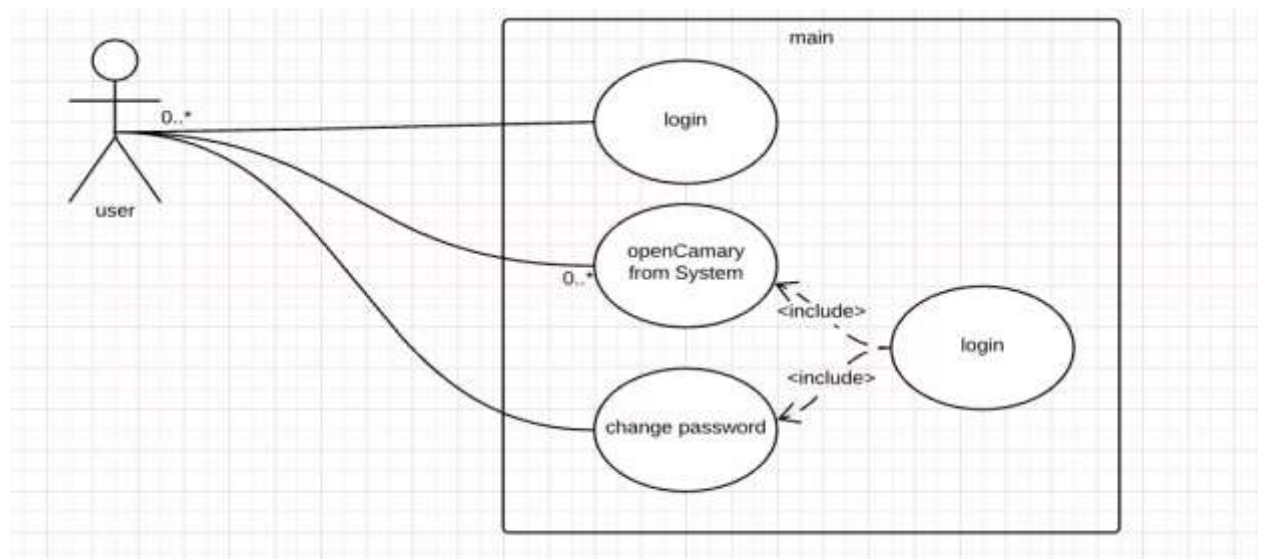 main
login
0..*
user
openCamary
from System
0..*
<include>
login
<include>
change password